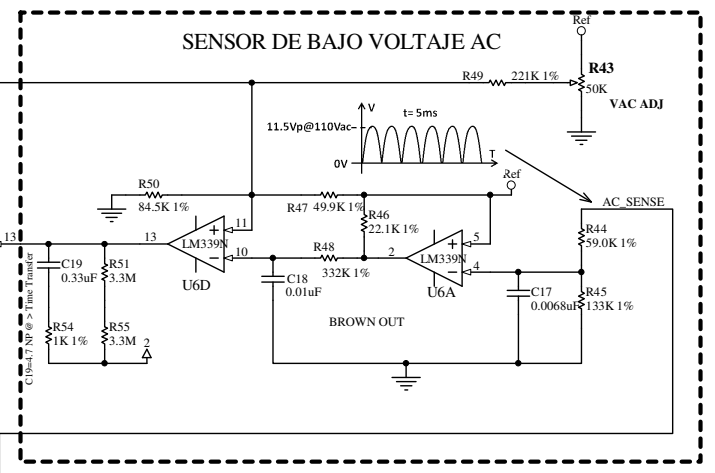 Ref
SENSOR DE BAJO VOLTAJE AC
R49
221K 1%
R43
50K
VAC ADJ
V
t= 5ms
11.5Vp@110Vac
0V
T
Ref
R50
84.5K 1%
R47 49.9K 1%
R46
22.1K 1%
AC_SENSE
R44
59.0K 1%
13
13
LM339N
11
10
U6D
R48
332K 1%
2
LM339N
5
4
U6A
C19
0.33uF
R51
3.3M
C18
0.01uF
C17
0.0068uF
R45
133K 1%
BROWN OUT
R54
1K 1%
R55
3.3M
2
C19=4.7 NP @ > Time Transfer